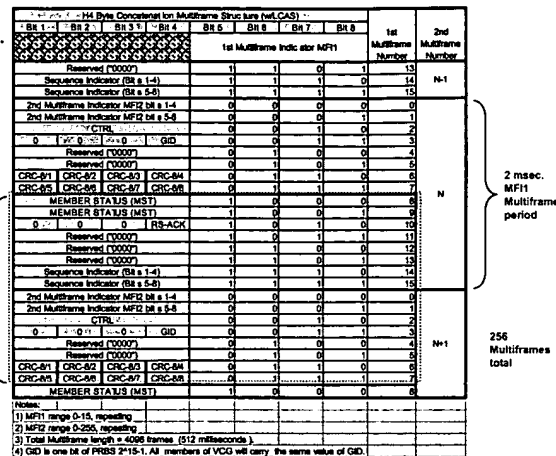 H4 Byte Concatenation Multiframe Structure (w/LCAS)
Bit 1 Bit 2 Bit 3 Bit 4 Bit 5 Bit 6 Bit 7 Bit 8 1st Multiframe Number 2nd Multiframe Number
1st Multiframe Indicator MFI1
Reserved ("0000") 1 1 0 1 13
Sequence Indicator (Bits 1-4) 1 1 1 0 14 N-1
Sequence Indicator (Bits 5-8) 1 1 1 1 15
2nd Multiframe Indicator MFI2 bits 1-4 0 0 0 0 0
2nd Multiframe Indicator MFI2 bits 5-8 0 0 0 1 1
CTRL 0 0 1 0 2
0 0 0 GID 0 0 1 1 3
Reserved ("0000") 0 1 0 0 4
Reserved ("0000") 0 1 0 1 5
CRC-8/1 CRC-8/2 CRC-8/3 CRC-8/4 0 1 1 0 6
CRC-8/5 CRC-8/6 CRC-8/7 CRC-8/8 0 1 1 1 7 N
MEMBER STATUS (MST) 1 0 0 0 8
MEMBER STATUS (MST) 1 0 0 1 9
0 0 0 RS-ACK 1 0 1 0 10
Reserved ("0000") 1 0 1 1 11
Reserved ("0000") 1 1 0 0 12
Reserved ("0000") 1 1 0 1 13
Sequence Indicator (Bits 1-4) 1 1 1 0 14
Sequence Indicator (Bits 5-8) 1 1 1 1 15
2 msec. MFI1 Multiframe period
2nd Multiframe Indicator MFI2 bits 1-4 0 0 0 0 0
2nd Multiframe Indicator MFI2 bits 5-8 0 0 0 1 1
CTRL 0 0 1 0 2
0 0 0 GID 0 0 1 1 3
Reserved ("0000") 0 1 0 0 4 N+1
Reserved ("0000") 0 1 0 1 5
CRC-8/1 CRC-8/2 CRC-8/3 CRC-8/4 0 1 1 0 6
CRC-8/5 CRC-8/6 CRC-8/7 CRC-8/8 0 1 1 1 7
MEMBER STATUS (MST) 1 0 0 0 8
256 Multiframes total
Notes:
1) MFI1 range 0-15, repeating
2) MFI2 range 0-255, repeating
3) Total Multiframe length = 4096 frames (512 milliseconds).
4) GID is one bit of PRBS 2^15-1. All members of VCG will carry the same value of GID.